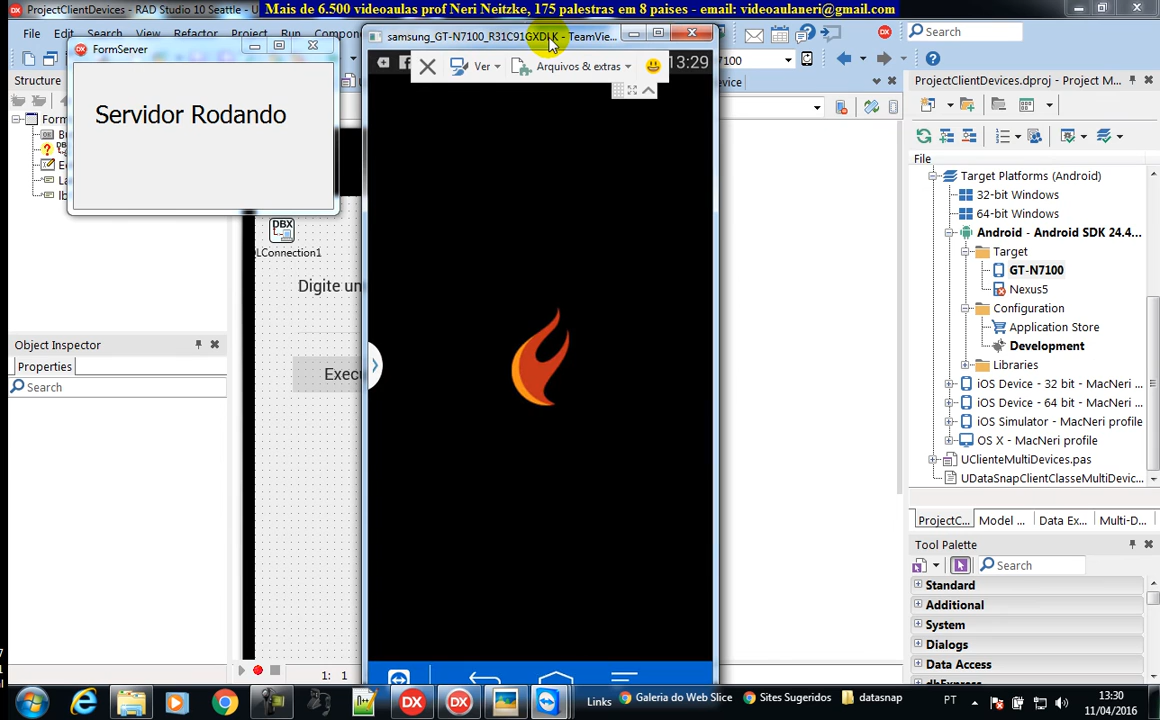 ProjectClientDevices - RAD Studio 10 Seattle -
Mais de 6.500 videoaulas prof Neri Neitzke, 175 palestras em 8 paises - email: videoaulaneri@gmail.com
File Edit Search View Refactor Project Run
FormServer
Servidor Rodando
samsung_GT-N7100_R31C91GXDLK - TeamVie...
Ver
Arquivos & extras
13:29
Search
Structure
Form
LConnection1
DBX
Digite un
Execu
Object Inspector
Properties
Search
1: 1
ProjectClientDevices.dproj - Project M...
File
Target Platforms (Android)
32-bit Windows
64-bit Windows
Android - Android SDK 24.4...
Target
GT-N7100
Nexus5
Configuration
Application Store
Development
Libraries
iOS Device - 32 bit - MacNeri ...
iOS Device - 64 bit - MacNeri ...
iOS Simulator - MacNeri profile
OS X - MacNeri profile
UClienteMultiDevices.pas
UDataSnapClientClasseMultiDevic...
ProjectC... Model ... Data Ex... Multi-D...
Tool Palette
Search
Standard
Additional
System
Dialogs
Data Access
dbExpress
Links Galeria do Web Slice Sites Sugeridos datasnap
PT
13:30
11/04/2016